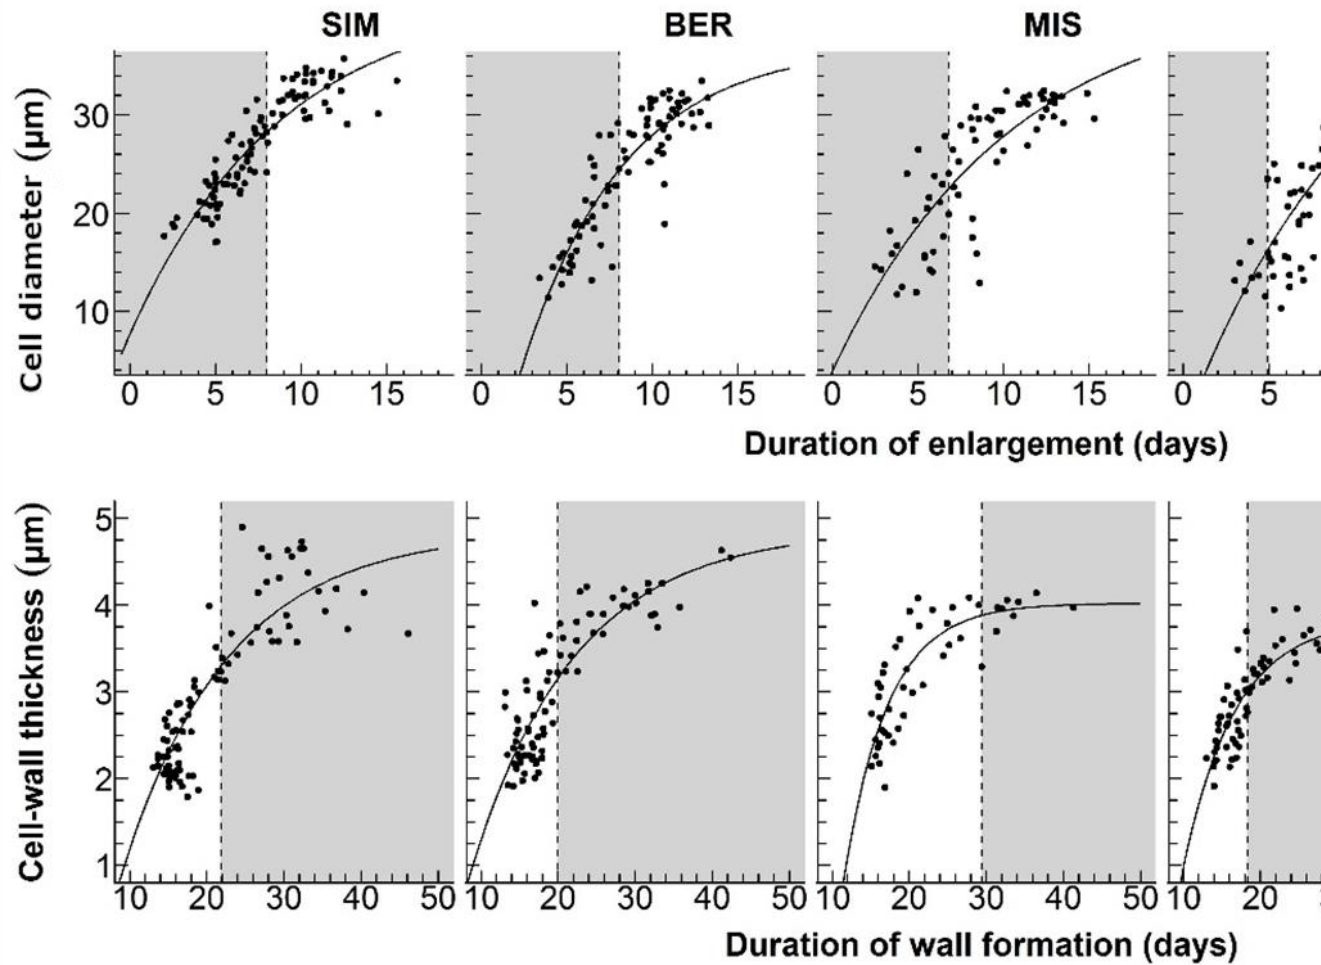 SIM BER MIS
Cell diameter (µm)
30
20
10
0 5 10 15 0 5 10 15 0 5 10 15 0 5
Duration of enlargement (days)
Cell-wall thickness (µm)
5
4
3
2
1
10 20 30 40 50 10 20 30 40 50 10 20 30 40 50 10 20
Duration of wall formation (days)